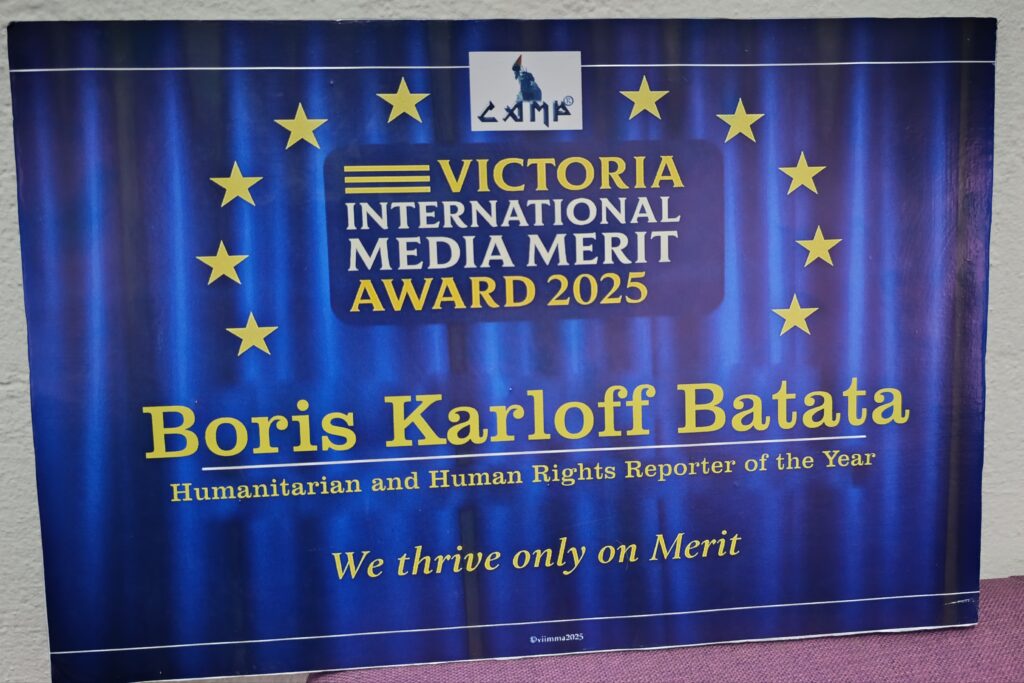 CAMP®
VICTORIA
INTERNATIONAL
MEDIA MERIT
AWARD 2025
Boris Karloff Batata
Humanitarian and Human Rights Reporter of the Year
We thrive only on Merit
©viimma2025